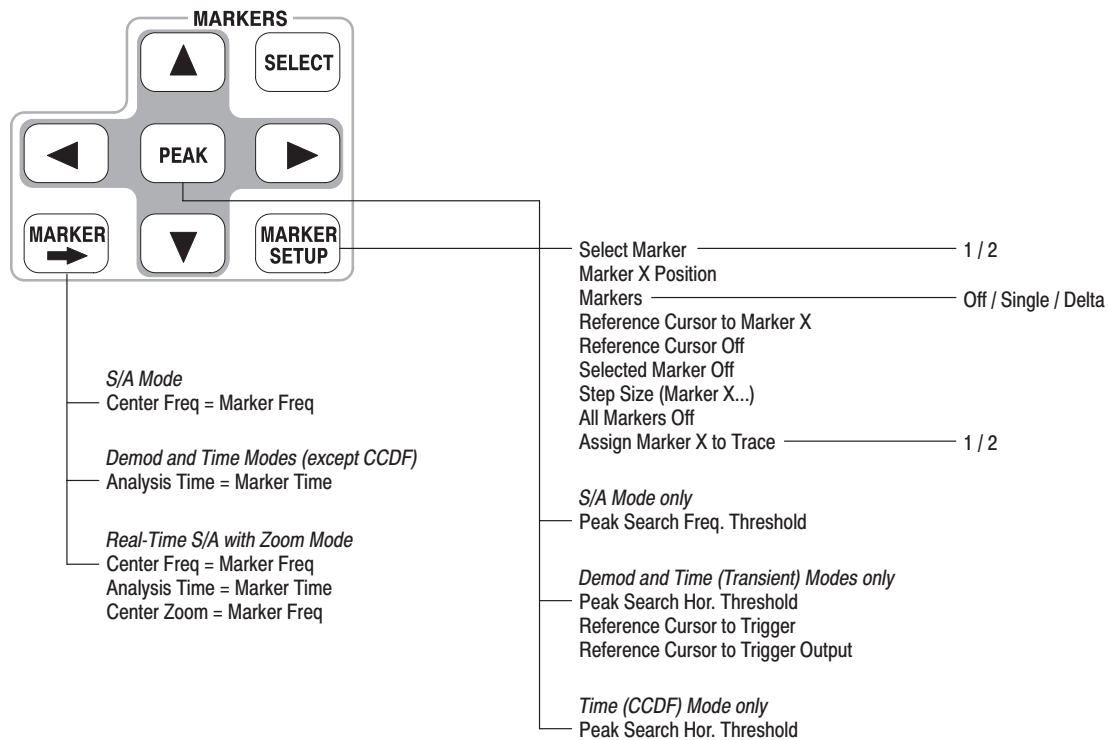 MARKERS
SELECT
PEAK
MARKER
MARKER
SETUP
Select Marker 1 / 2
Marker X Position
Markers Off / Single / Delta
Reference Cursor to Marker X
Reference Cursor Off
Selected Marker Off
Step Size (Marker X...)
All Markers Off
Assign Marker X to Trace 1 / 2
S/A Mode
Center Freq = Marker Freq
Demod and Time Modes (except CCDF)
Analysis Time = Marker Time
Real-Time S/A with Zoom Mode
Center Freq = Marker Freq
Analysis Time = Marker Time
Center Zoom = Marker Freq
S/A Mode only
Peak Search Freq. Threshold
Demod and Time (Transient) Modes only
Peak Search Hor. Threshold
Reference Cursor to Trigger
Reference Cursor to Trigger Output
Time (CCDF) Mode only
Peak Search Hor. Threshold